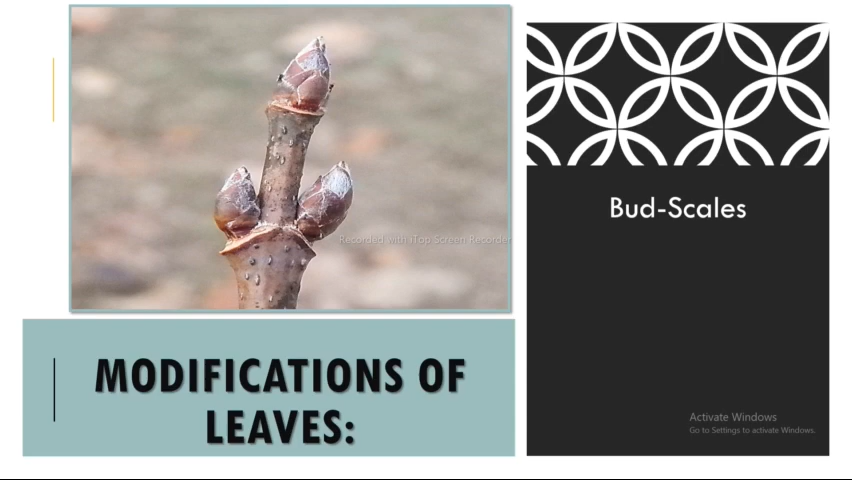 Recorded with iTop Screen Recorder
Bud-Scales
MODIFICATIONS OF
LEAVES:
Activate Windows
Go to Settings to activate Windows.